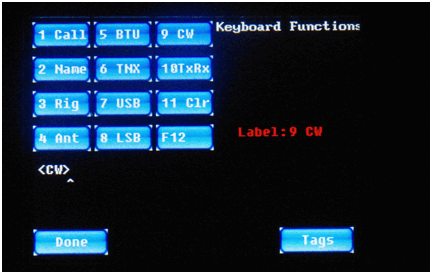 1 Call 5 BTU 9 CW Keyboard Functions
2 Name 6 TNX 10TxRx
3 Rig 7 USB 11 Clr
Label:9 CW
4 Ant 8 LSB F12
<CW>
^
Done Tags